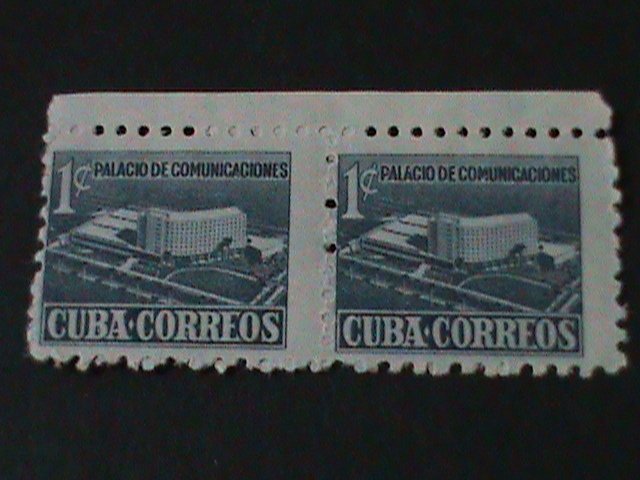 1¢ PALACIO DE COMUNICACIONES
CUBA·CORREOS
1¢ PALACIO DE COMUNICACIONES
CUBA·CORREOS